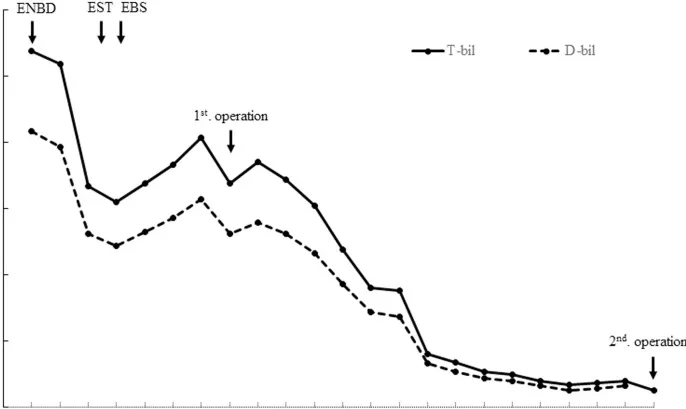 ENBD EST EBS
T-bil D-bil
1st. operation
2nd. operation